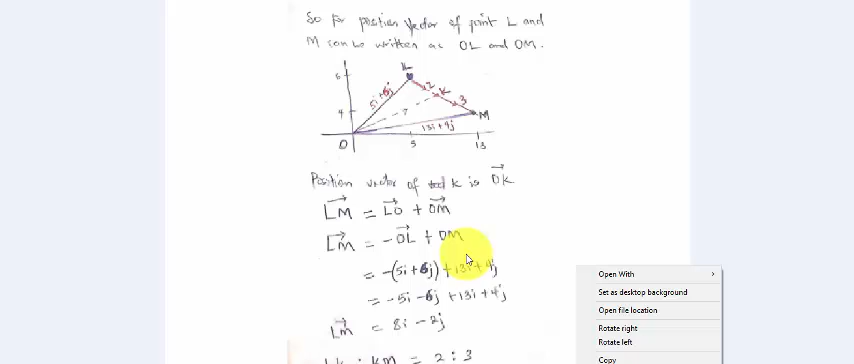 So for position vector of point L and
M can be written as OL and OM.
L
6
5i+6j
2
K
3
4
?
M
13i+4j
O
5
13
Position vector of K is OK
LM = LO + OM
LM = -OL + OM
= -(5i+6j)+13i+4j
= -5i -6j +13i+4j
LM = 8i - 2j
LK : KM = 2 : 3
Open With
Set as desktop background
Open file location
Rotate right
Rotate left
Copy